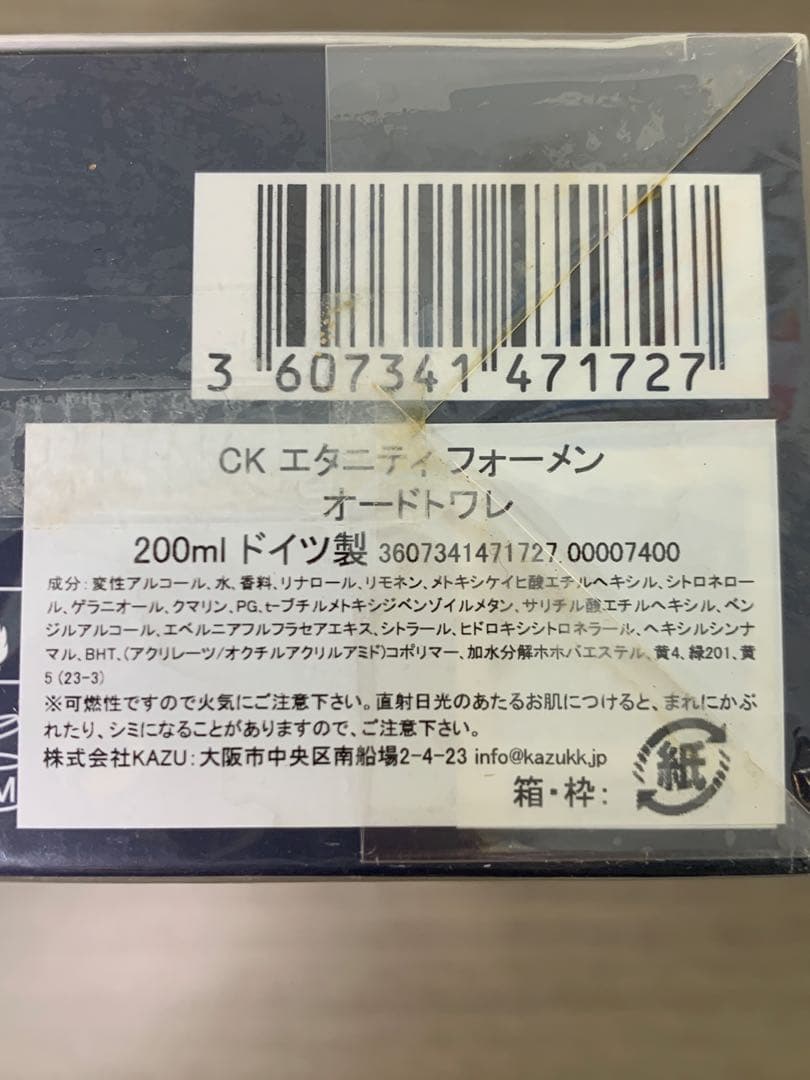 3 607341 471727
CK エタニティ フォーメン
オードトワレ
200ml ドイツ製 3607341471727 00007400
成分：変性アルコール、水、香料、リナロール、リモネン、メトキシケイヒ酸エチルヘキシル、シトロネロー
ル、ゲラニオール、クマリン、PG、t-ブチルメトキシジベンゾイルメタン、サリチル酸エチルヘキシル、ベン
ジルアルコール、エベルニアフルフラセアエキス、シトラール、ヒドロキシシトロネラール、ヘキシルシンナ
マル、BHT、(アクリレーツ/オクチルアクリルアミド)コポリマー、加水分解ホホバエステル、黄4、緑201、黄
5 (23-3)
※可燃性ですので火気にご注意下さい。直射日光のあたるお肌につけると、まれにかぶ
れたり、シミになることがありますので、ご注意下さい。
株式会社KAZU：大阪市中央区南船場2-4-23 info@kazukk.jp
箱・枠： 紙